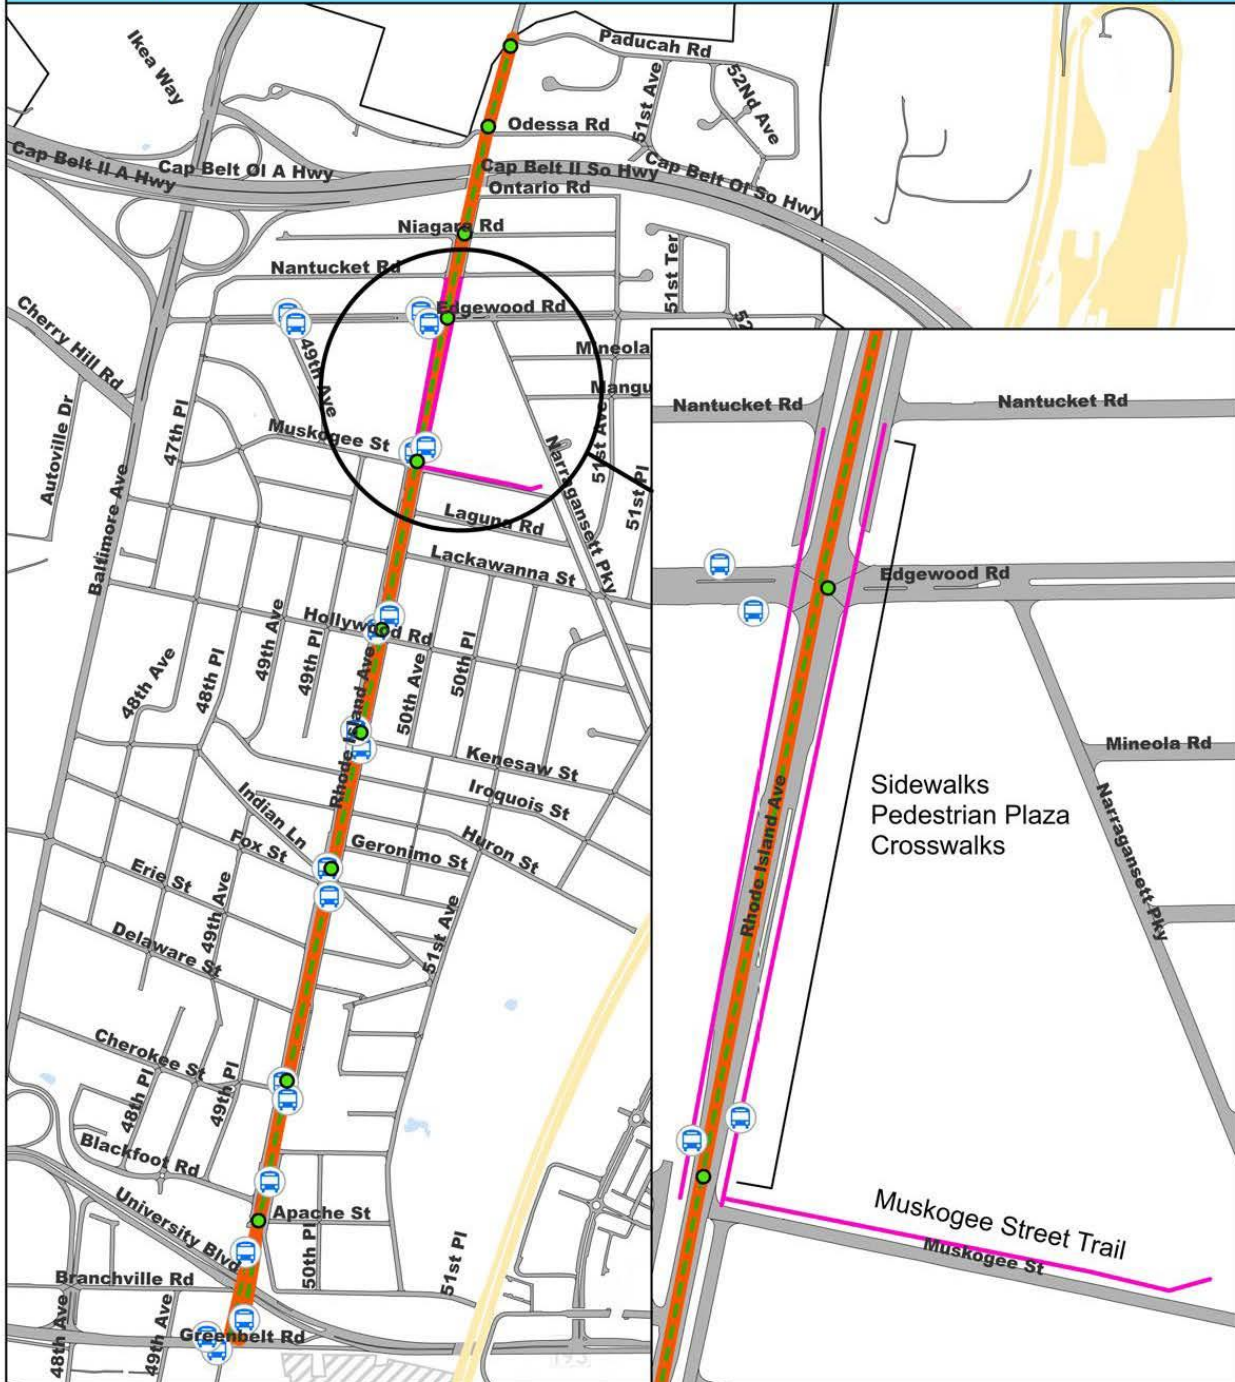 Ikea Way
Paducah Rd
51st Ave
52Nd Ave
Odessa Rd
Cap Belt Il A Hwy
Cap Belt Ol A Hwy
Cap Belt Il So Hwy
Cap Belt Ol So Hwy
Ontario Rd
Niagara Rd
Nantucket Rd
51st Ter
Edgewood Rd
Cherry Hill Rd
49th Ave
Mineola
Mangu
Autoville Dr
47th Pl
Muskogee St
51st Ave
Narragansett Pky
51st Pl
Baltimore Ave
Laguna Rd
Lackawanna St
Hollywood Rd
49th Ave
49th Pl
48th Ave
48th Pl
50th Ave
50th Pl
Rhode Island Ave
Kenesaw St
Iroquois St
Indian Ln
Fox St
Geronimo St
Huron St
Erie St
49th Ave
51st Ave
Delaware St
Cherokee St
48th Pl
49th Pl
Blackfoot Rd
University Blvd
Apache St
50th Pl
51st Pl
Branchville Rd
48th Ave
49th Ave
Greenbelt Rd
193
Nantucket Rd
Nantucket Rd
Edgewood Rd
Mineola Rd
Sidewalks
Pedestrian Plaza
Crosswalks
Rhode Island Ave
Narragansett Pky
Muskogee Street Trail
Muskogee St